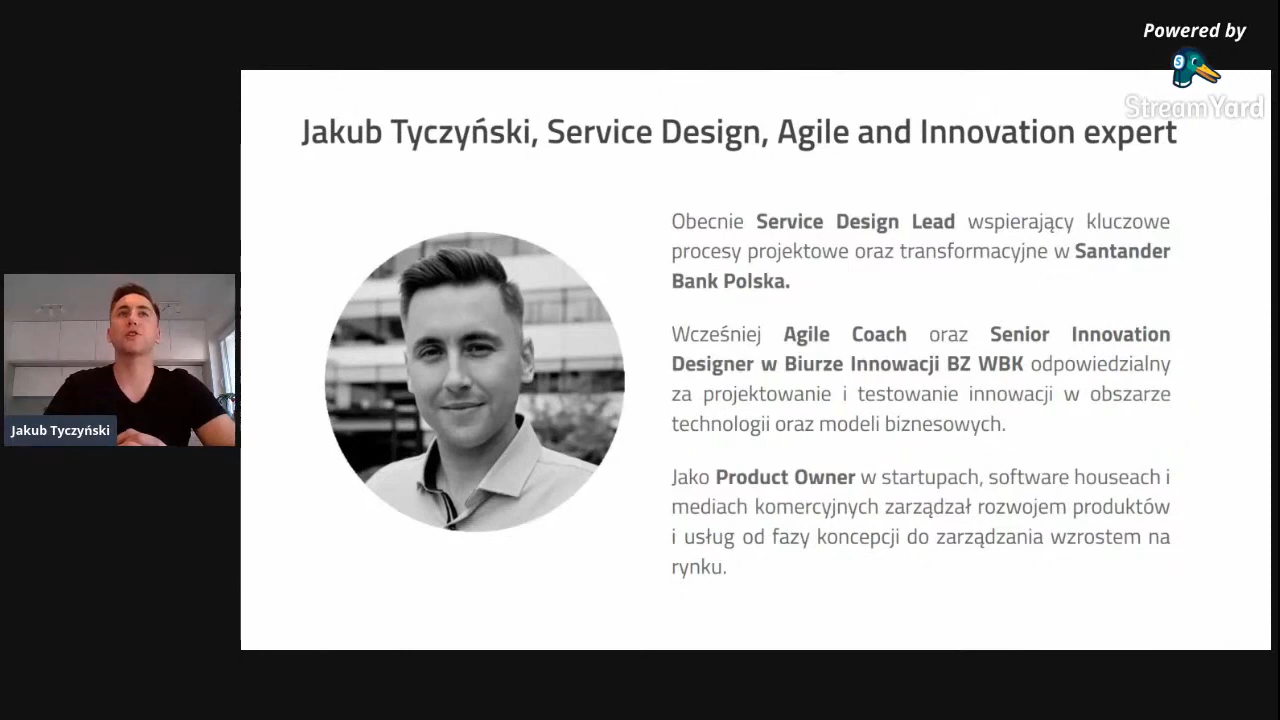 Powered by
StreamYard
Jakub Tyczyński, Service Design, Agile and Innovation expert
Obecnie Service Design Lead wspierający kluczowe
procesy projektowe oraz transformacyjne w Santander
Bank Polska.
Wcześniej Agile Coach oraz Senior Innovation
Designer w Biurze Innowacji BZ WBK odpowiedzialny
za projektowanie i testowanie innowacji w obszarze
technologii oraz modeli biznesowych.
Jako Product Owner w startupach, software houseach i
mediach komercyjnych zarządzał rozwojem produktów
i usług od fazy koncepcji do zarządzania wzrostem na
rynku.
Jakub Tyczyński